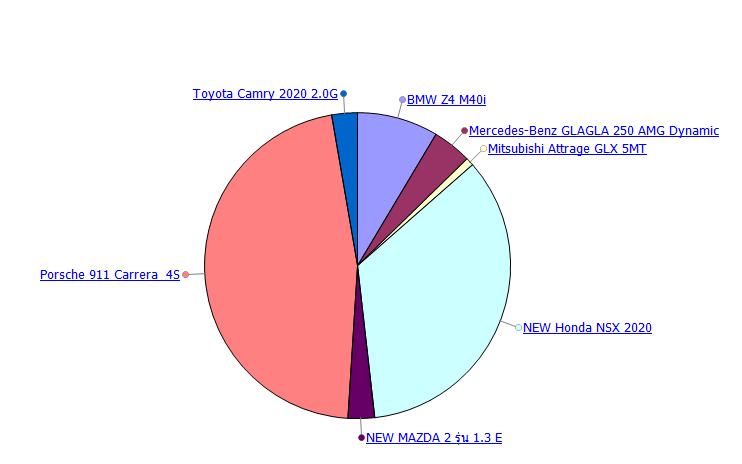 Toyota Camry 2020 2.0G
BMW Z4 M40i
Mercedes-Benz GLAGLA 250 AMG Dynamic
Mitsubishi Attrage GLX 5MT
Porsche 911 Carrera  4S
NEW Honda NSX 2020
NEW MAZDA 2 รุ่น 1.3 E